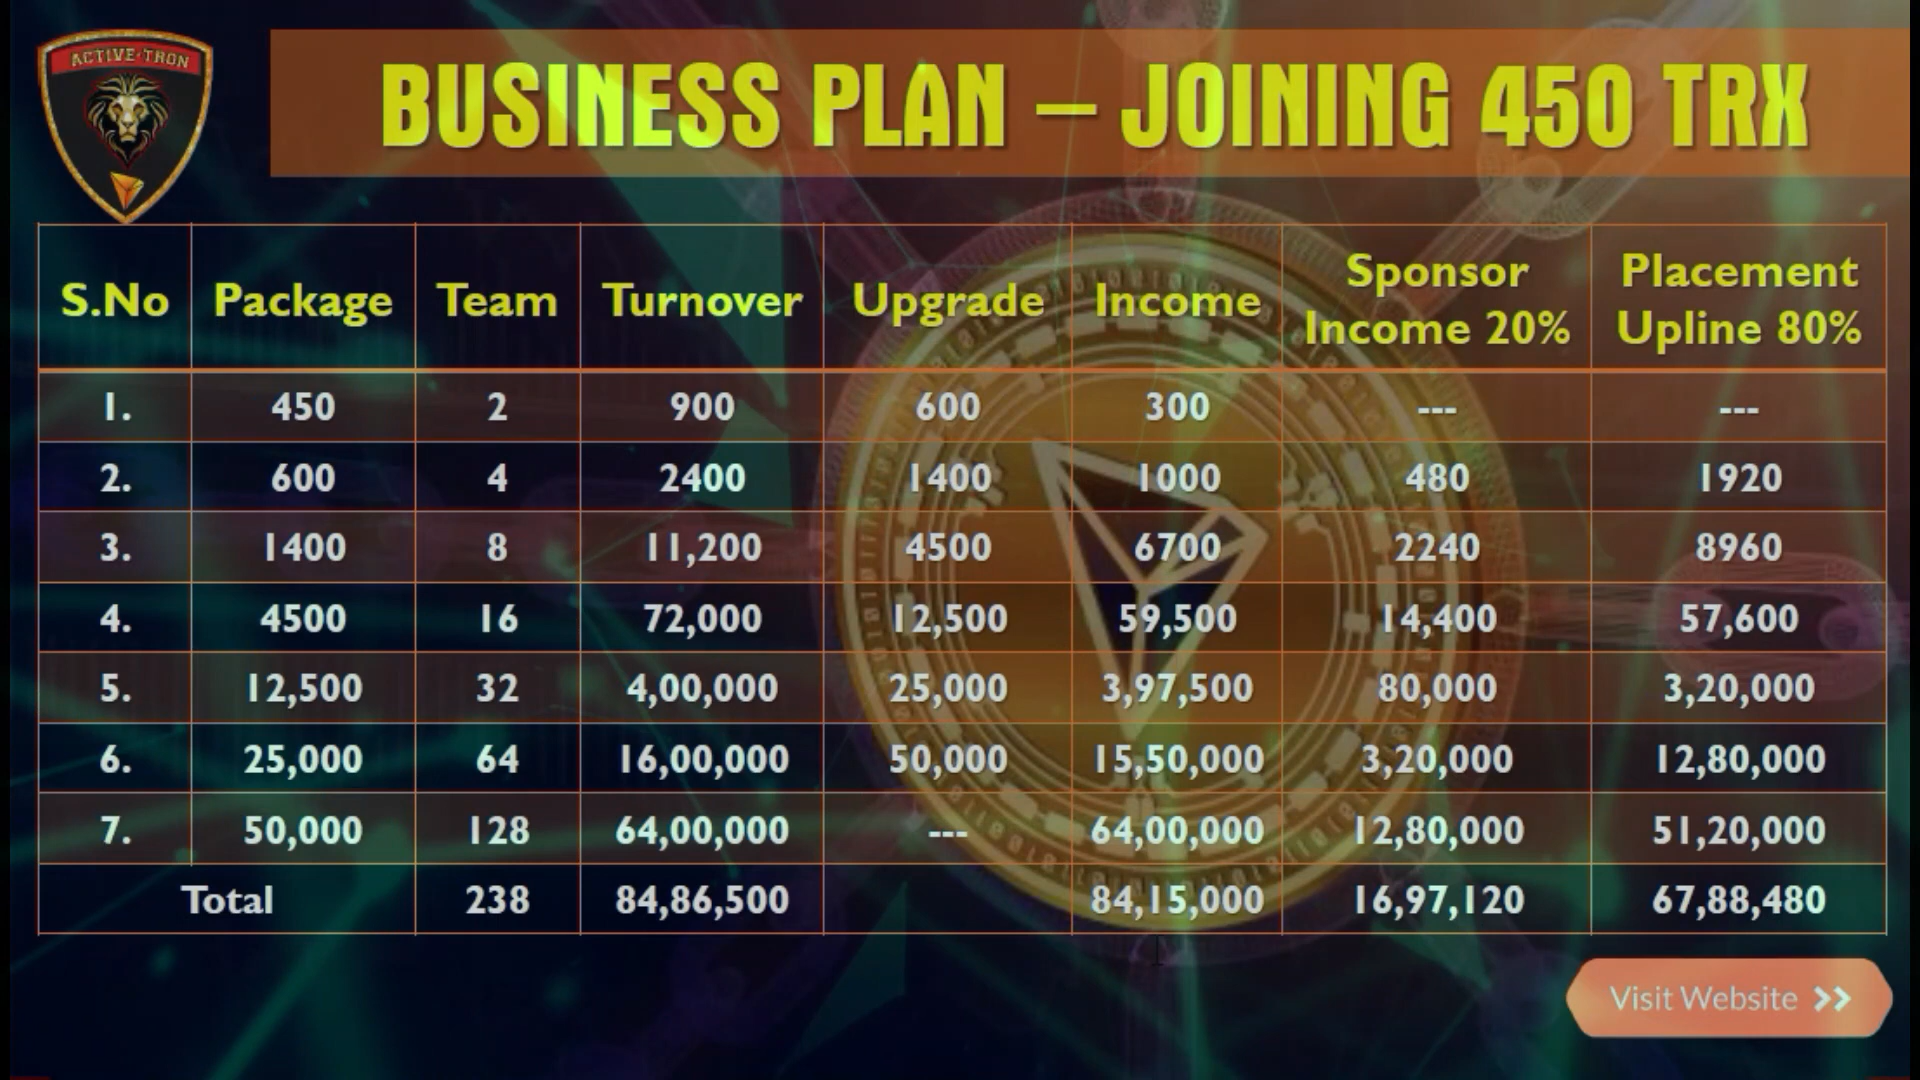 ACTIVE-TRON
BUSINESS PLAN – JOINING 450 TRX
S.No Package Team Turnover Upgrade Income Sponsor Income 20% Placement Upline 80%
1. 450 2 900 600 300 --- ---
2. 600 4 2400 1400 1000 480 1920
3. 1400 8 11,200 4500 6700 2240 8960
4. 4500 16 72,000 12,500 59,500 14,400 57,600
5. 12,500 32 4,00,000 25,000 3,97,500 80,000 3,20,000
6. 25,000 64 16,00,000 50,000 15,50,000 3,20,000 12,80,000
7. 50,000 128 64,00,000 --- 64,00,000 12,80,000 51,20,000
Total 238 84,86,500 84,15,000 16,97,120 67,88,480
Visit Website >>